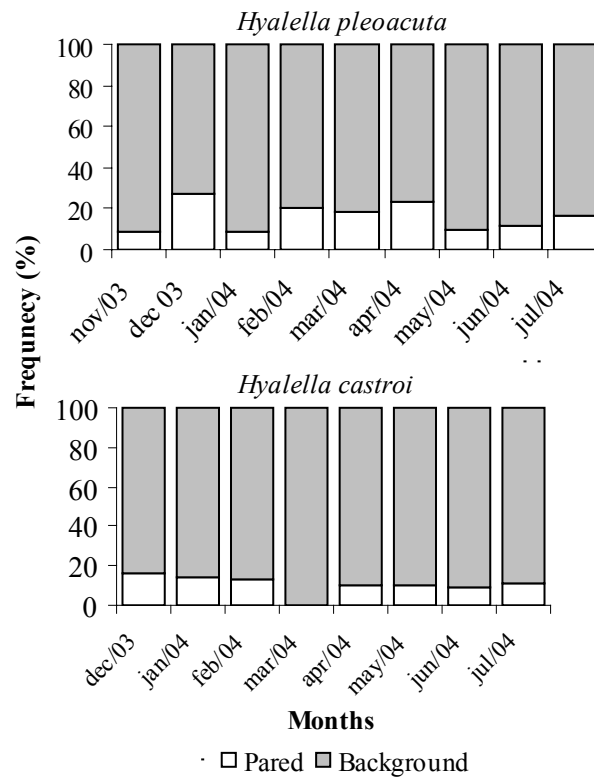 Hyalella pleoacuta
100
80
60
40
20
0
nov/03 dec 03 jan/04 feb/04 mar/04 apr/04 may/04 jun/04 jul/04
Frequnecy (%)
Hyalella castroi
100
80
60
40
20
0
dec/03 jan/04 feb/04 mar/04 apr/04 may/04 jun/04 jul/04
Months
Pared Background